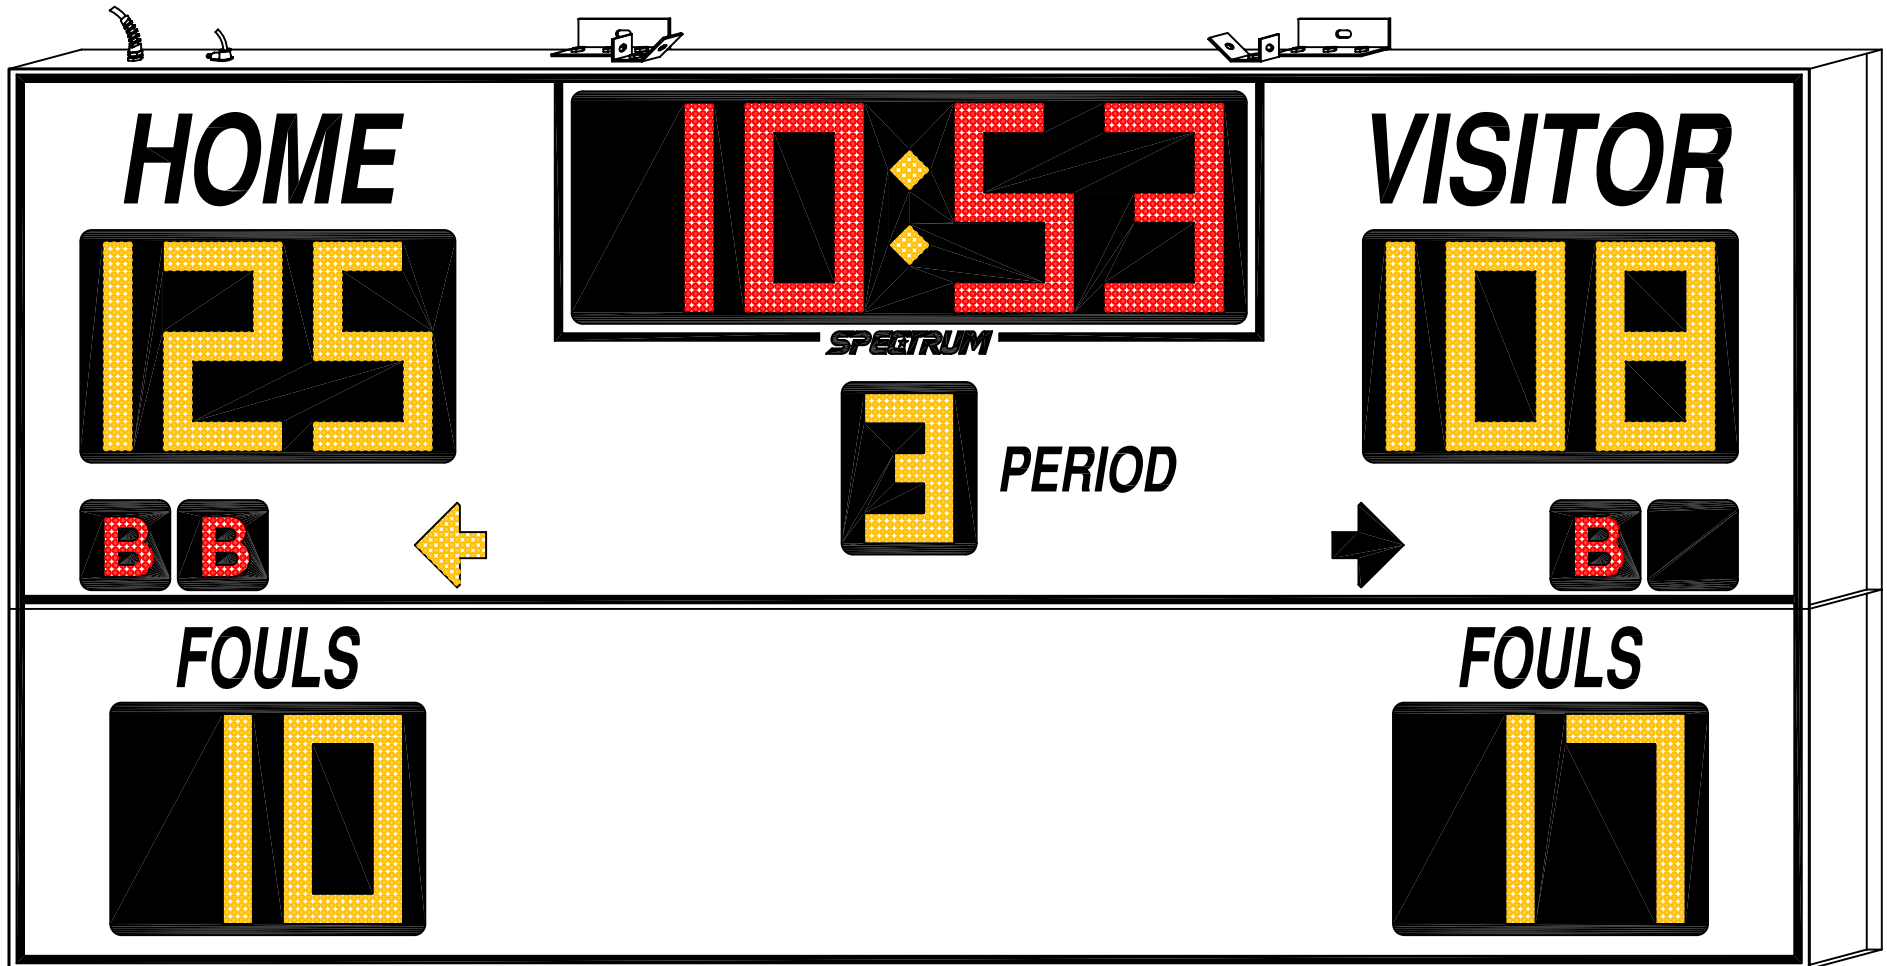 HOME 10:53 VISITOR
125 108
SPECTRUM
3 PERIOD
B B B
FOULS FOULS
10 17